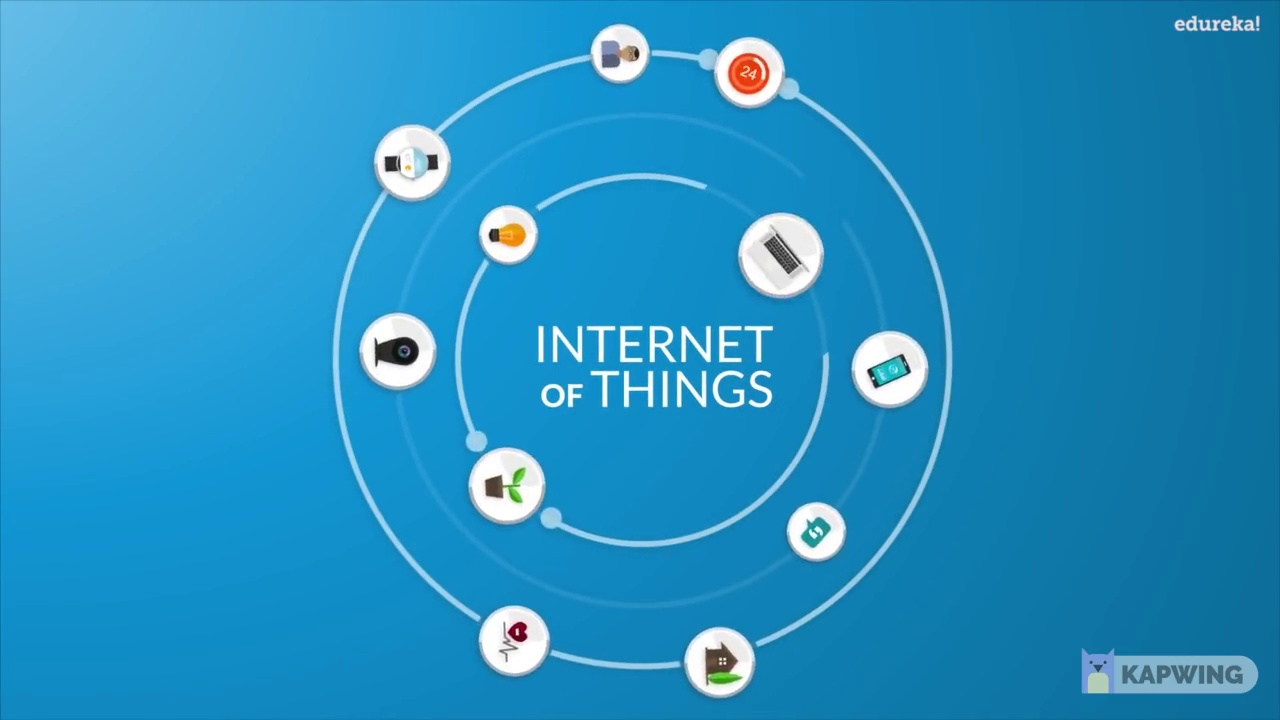 edureka!
24
INTERNET
OF THINGS
KAPWING